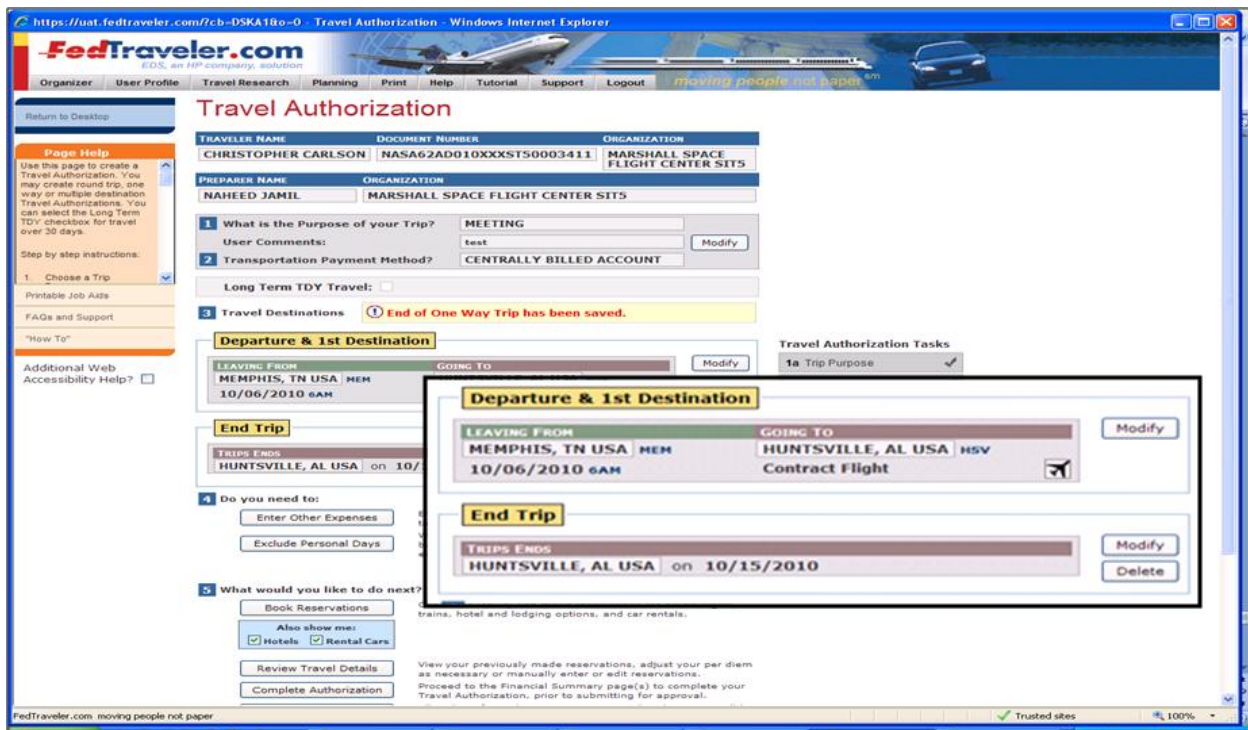 https://uat.fedtraveler.com/?cb=DSKA1&o=0 - Travel Authorization - Windows Internet Explorer
FedTraveler.com
EDS, an HP company, solution
moving people not paper sm
Organizer User Profile Travel Research Planning Print Help Tutorial Support Logout
Return to Desktop
Page Help
Use this page to create a
Travel Authorization. You
may create round trip, one
way or multiple destination
Travel Authorizations. You
can select the Long Term
TDY checkbox for travel
over 30 days.
Step by step instructions:
1. Choose a Trip
Printable Job Aids
FAQs and Support
"How To"
Additional Web
Accessibility Help?
Travel Authorization
TRAVELER NAME DOCUMENT NUMBER ORGANIZATION
CHRISTOPHER CARLSON NASA62AD010XXXST50003411 MARSHALL SPACE
FLIGHT CENTER SIT5
PREPARER NAME ORGANIZATION
NAHEED JAMIL MARSHALL SPACE FLIGHT CENTER SIT5
1 What is the Purpose of your Trip? MEETING
User Comments: test Modify
2 Transportation Payment Method? CENTRALLY BILLED ACCOUNT
Long Term TDY Travel:
3 Travel Destinations End of One Way Trip has been saved.
Departure & 1st Destination
LEAVING FROM GOING TO Modify
MEMPHIS, TN USA MEM
10/06/2010 6AM
End Trip
TRIPS ENDS
HUNTSVILLE, AL USA on 10/
Travel Authorization Tasks
1a Trip Purpose
Departure & 1st Destination
LEAVING FROM GOING TO Modify
MEMPHIS, TN USA MEM HUNTSVILLE, AL USA HSV
10/06/2010 6AM Contract Flight
End Trip
TRIPS ENDS Modify
HUNTSVILLE, AL USA on 10/15/2010 Delete
4 Do you need to:
Enter Other Expenses
Exclude Personal Days
5 What would you like to do next?
Book Reservations
trains, hotel and lodging options, and car rentals.
Also show me:
Hotels Rental Cars
Review Travel Details View your previously made reservations, adjust your per diem
as necessary or manually enter or edit reservations.
Complete Authorization Proceed to the Financial Summary page(s) to complete your
Travel Authorization, prior to submitting for approval.
FedTraveler.com moving people not paper Trusted sites 100%